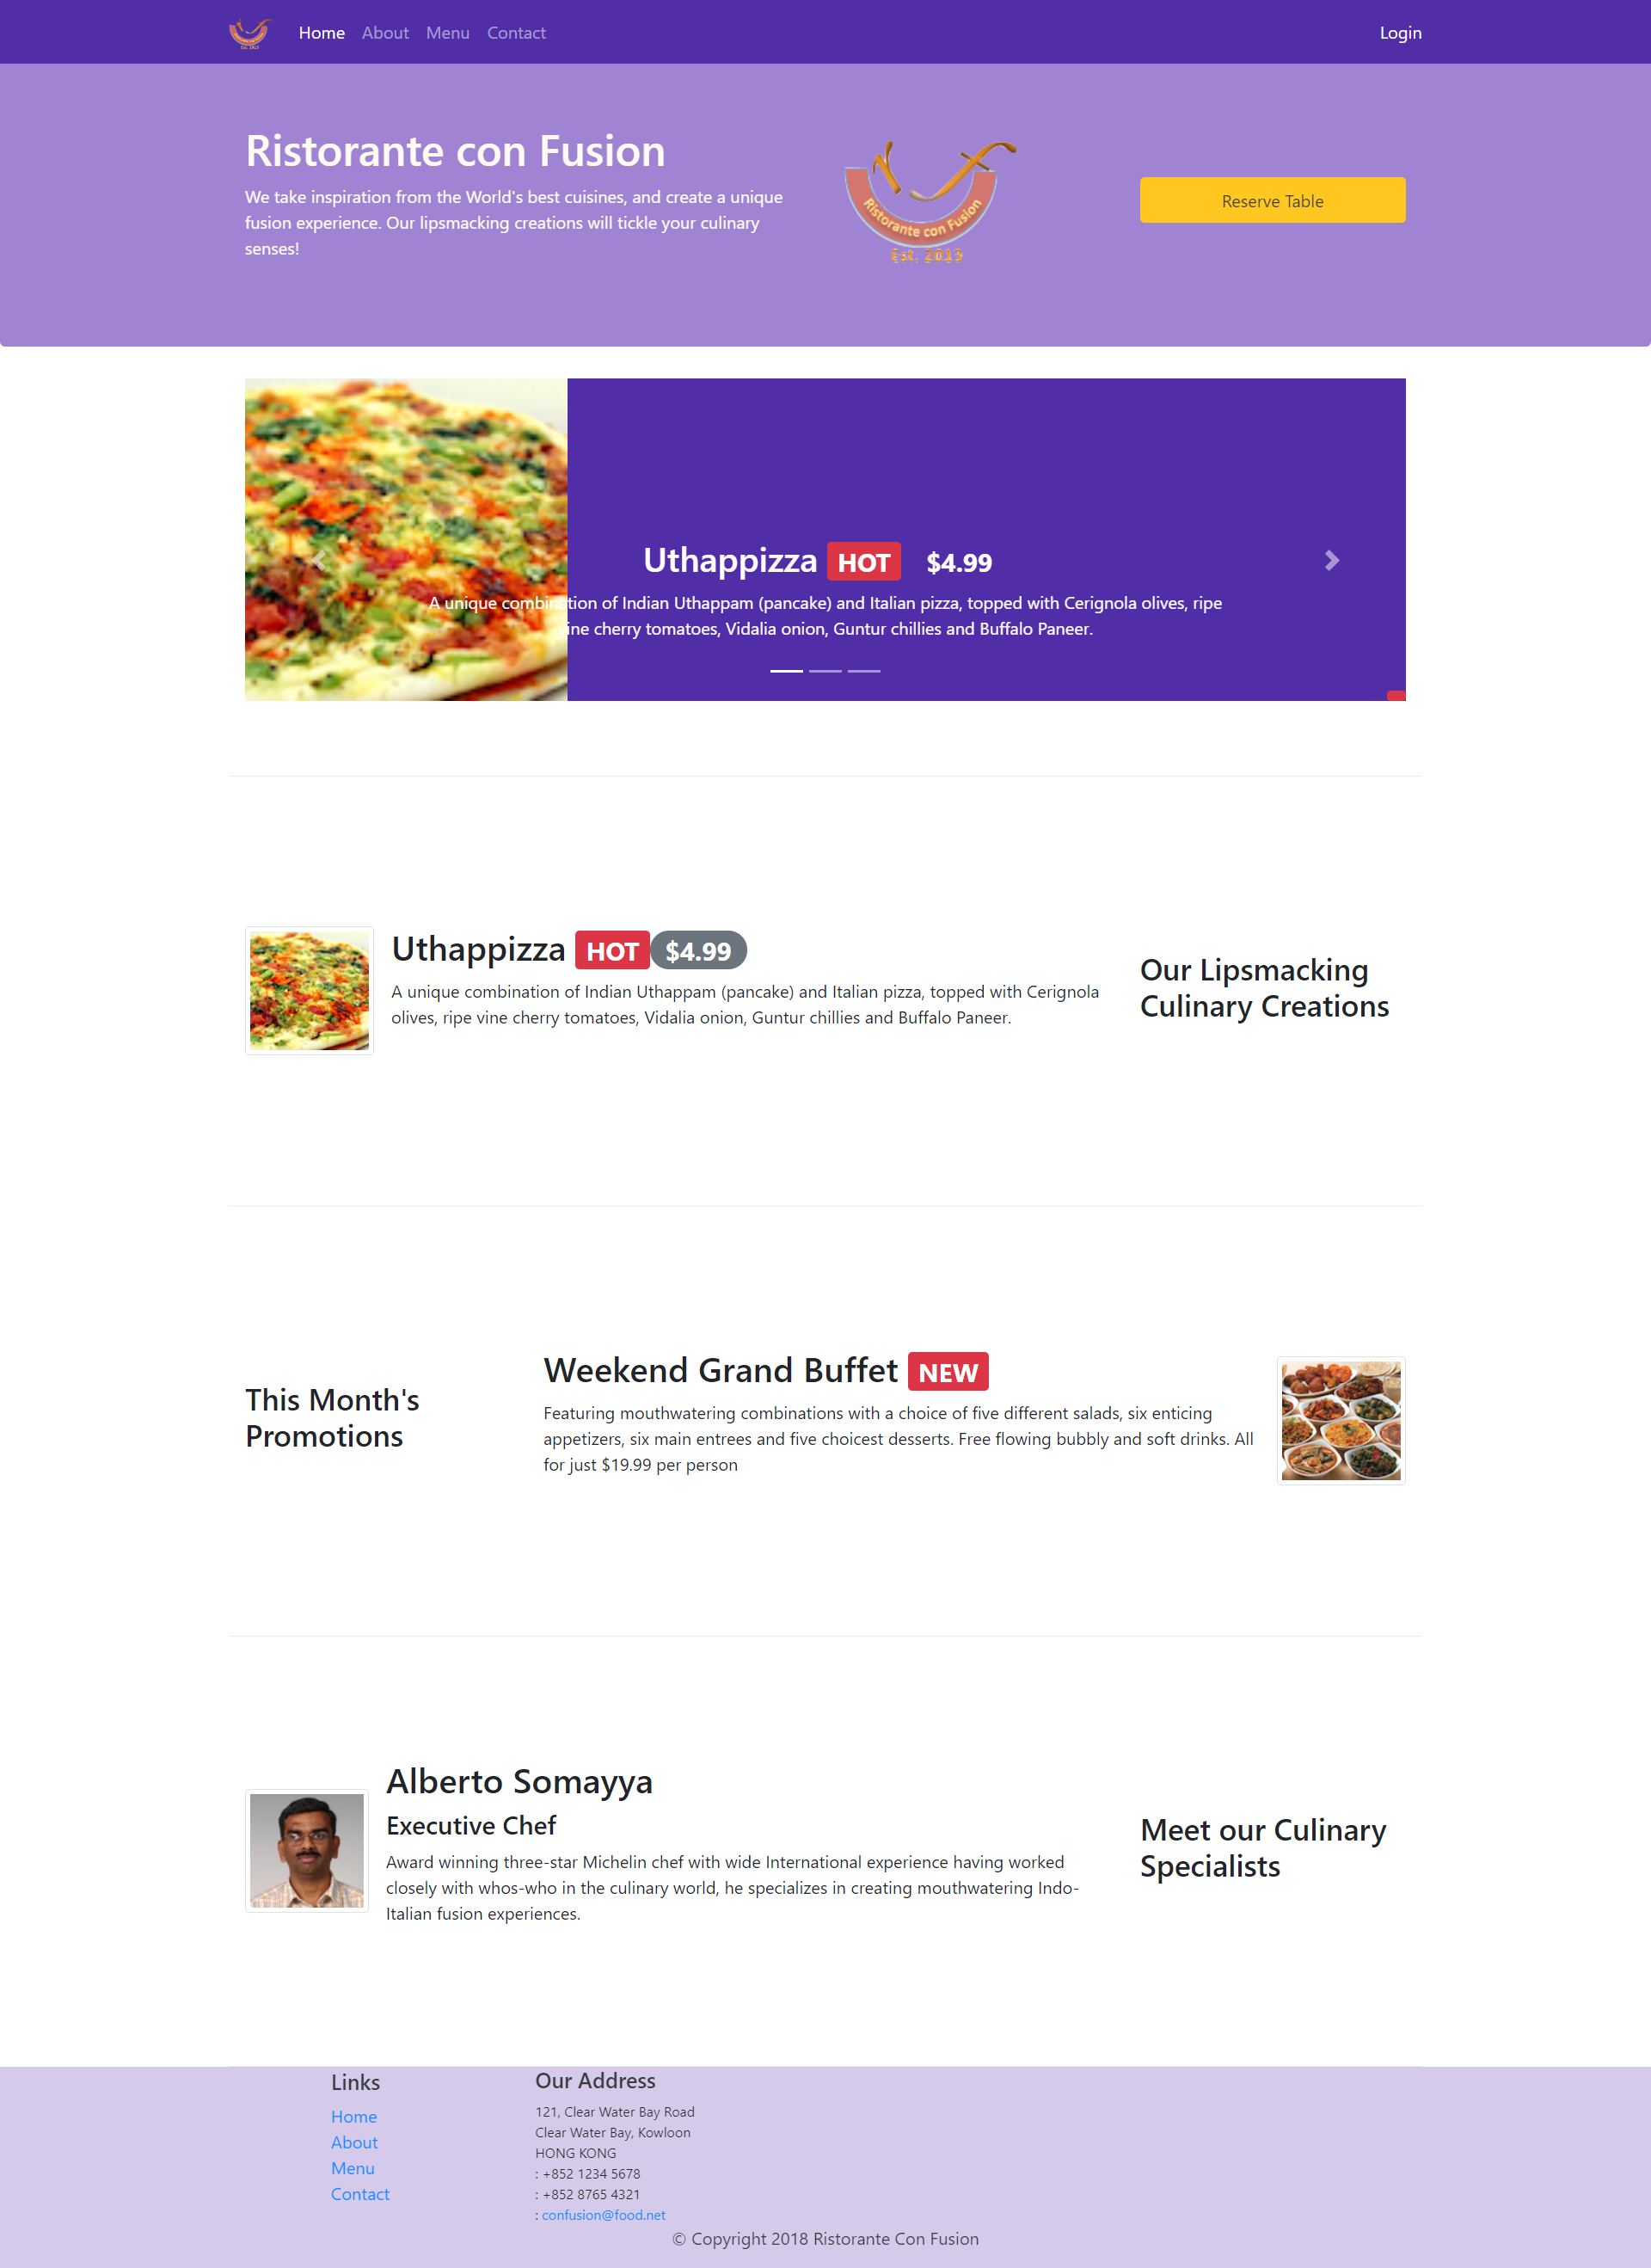 Home About Menu Contact
Login
Ristorante con Fusion
We take inspiration from the World's best cuisines, and create a unique
fusion experience. Our lipsmacking creations will tickle your culinary
senses!
Ristorante con Fusion
Est. 2019
Reserve Table
Uthappizza HOT $4.99
A unique combination of Indian Uthappam (pancake) and Italian pizza, topped with Cerignola olives, ripe
vine cherry tomatoes, Vidalia onion, Guntur chillies and Buffalo Paneer.
Uthappizza HOT $4.99
A unique combination of Indian Uthappam (pancake) and Italian pizza, topped with Cerignola
olives, ripe vine cherry tomatoes, Vidalia onion, Guntur chillies and Buffalo Paneer.
Our Lipsmacking
Culinary Creations
This Month's
Promotions
Weekend Grand Buffet NEW
Featuring mouthwatering combinations with a choice of five different salads, six enticing
appetizers, six main entrees and five choicest desserts. Free flowing bubbly and soft drinks. All
for just $19.99 per person
Alberto Somayya
Executive Chef
Award winning three-star Michelin chef with wide International experience having worked
closely with whos-who in the culinary world, he specializes in creating mouthwatering Indo-
Italian fusion experiences.
Meet our Culinary
Specialists
Links
Home
About
Menu
Contact
Our Address
121, Clear Water Bay Road
Clear Water Bay, Kowloon
HONG KONG
: +852 1234 5678
: +852 8765 4321
: confusion@food.net
© Copyright 2018 Ristorante Con Fusion